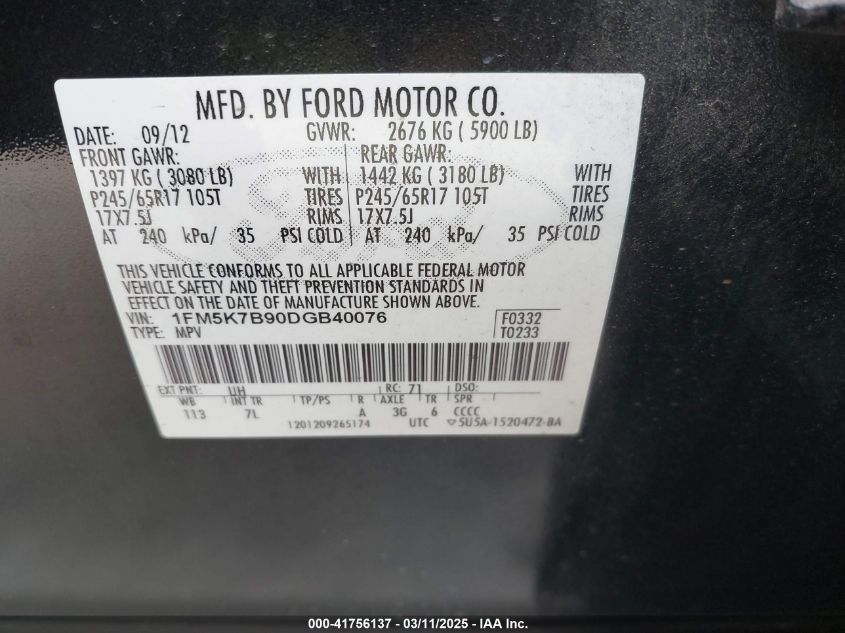 MFD. BY FORD MOTOR CO.
DATE: 09/12 GVWR: 2676 KG ( 5900 LB)
FRONT GAWR: REAR GAWR:
1397 KG ( 3080 LB) WITH 1442 KG ( 3180 LB) WITH
P245/65R17 105T TIRES P245/65R17 105T TIRES
17X7.5J RIMS 17X7.5J RIMS
AT 240 kPa/ 35 PSI COLD AT 240 kPa/ 35 PSI COLD
THIS VEHICLE CONFORMS TO ALL APPLICABLE FEDERAL MOTOR
VEHICLE SAFETY AND THEFT PREVENTION STANDARDS IN
EFFECT ON THE DATE OF MANUFACTURE SHOWN ABOVE.
VIN: 1FM5K7B90DGB40076 F0332
TYPE: MPV T0233
EXT PNT: UH RC: 71 DSO:
WB INT TR TP/PS R AXLE TR SPR
113 7L A 3G 6 CCCC
1201209265174 UTC ▽5U5A-1520472-BA
000-41756137 - 03/11/2025 - IAA Inc.